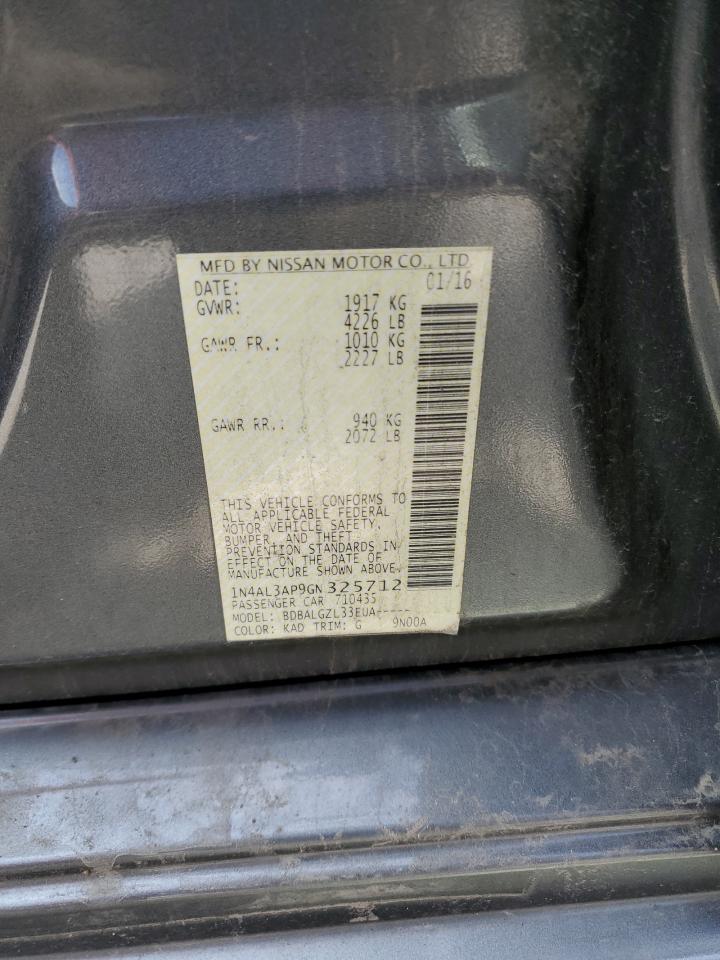 MFD BY NISSAN MOTOR CO., LTD
DATE: 01/16
GVWR: 1917 KG
4226 LB
GAWR FR.: 1010 KG
2227 LB
GAWR RR.: 940 KG
2072 LB
THIS VEHICLE CONFORMS TO
ALL APPLICABLE FEDERAL
MOTOR VEHICLE SAFETY,
BUMPER, AND THEFT
PREVENTION STANDARDS IN
EFFECT ON THE DATE OF
MANUFACTURE SHOWN ABOVE.
1N4AL3AP9GN325712
PASSENGER CAR 710435
MODEL: BDBALGZL33EUA-----
COLOR: KAD TRIM: G 9N00A